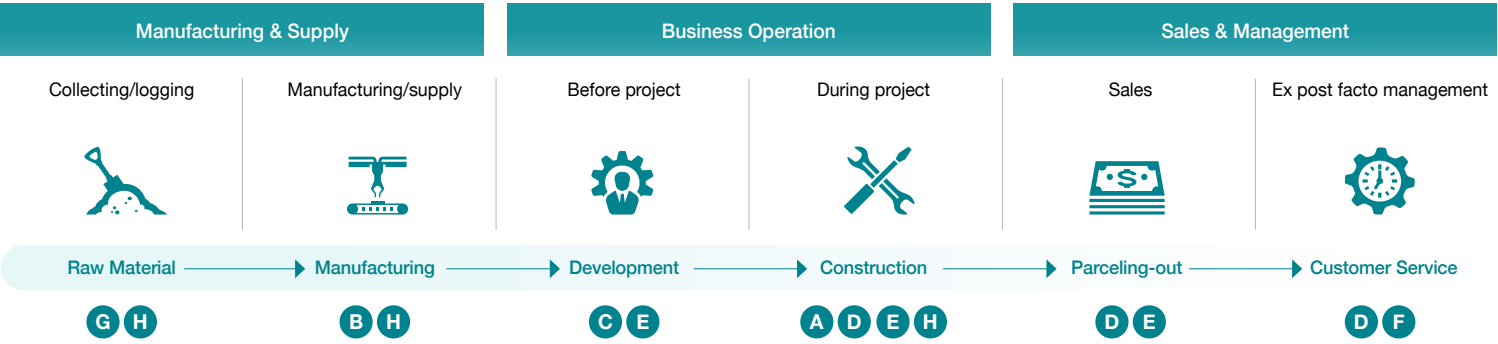 Manufacturing & Supply
Business Operation
Sales & Management
Collecting/logging
Manufacturing/supply
Before project
During project
Sales
Ex post facto management
$
Raw Material
Manufacturing
Development
Construction
Parceling-out
Customer Service
G H
B H
C E
A D E H
D E
D F